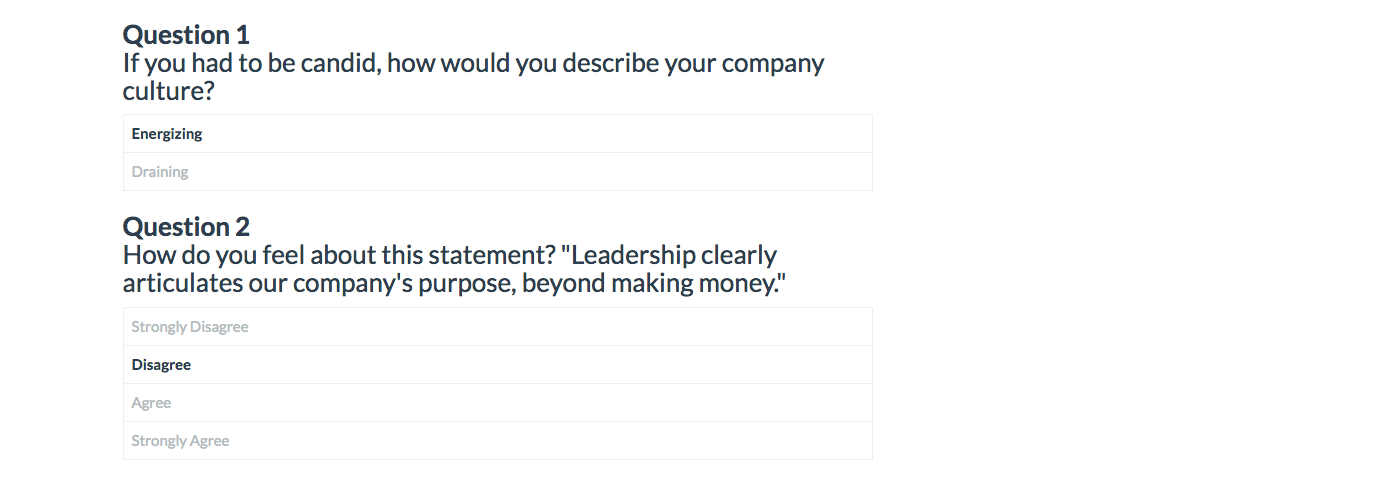 Question 1
If you had to be candid, how would you describe your company
culture?
Energizing
Draining
Question 2
How do you feel about this statement? "Leadership clearly
articulates our company's purpose, beyond making money."
Strongly Disagree
Disagree
Agree
Strongly Agree